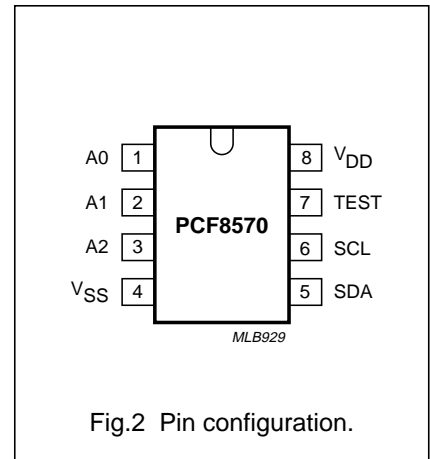 A0 1 8 VDD
A1 2 7 TEST
PCF8570
A2 3 6 SCL
VSS 4 5 SDA
MLB929
Fig.2 Pin configuration.